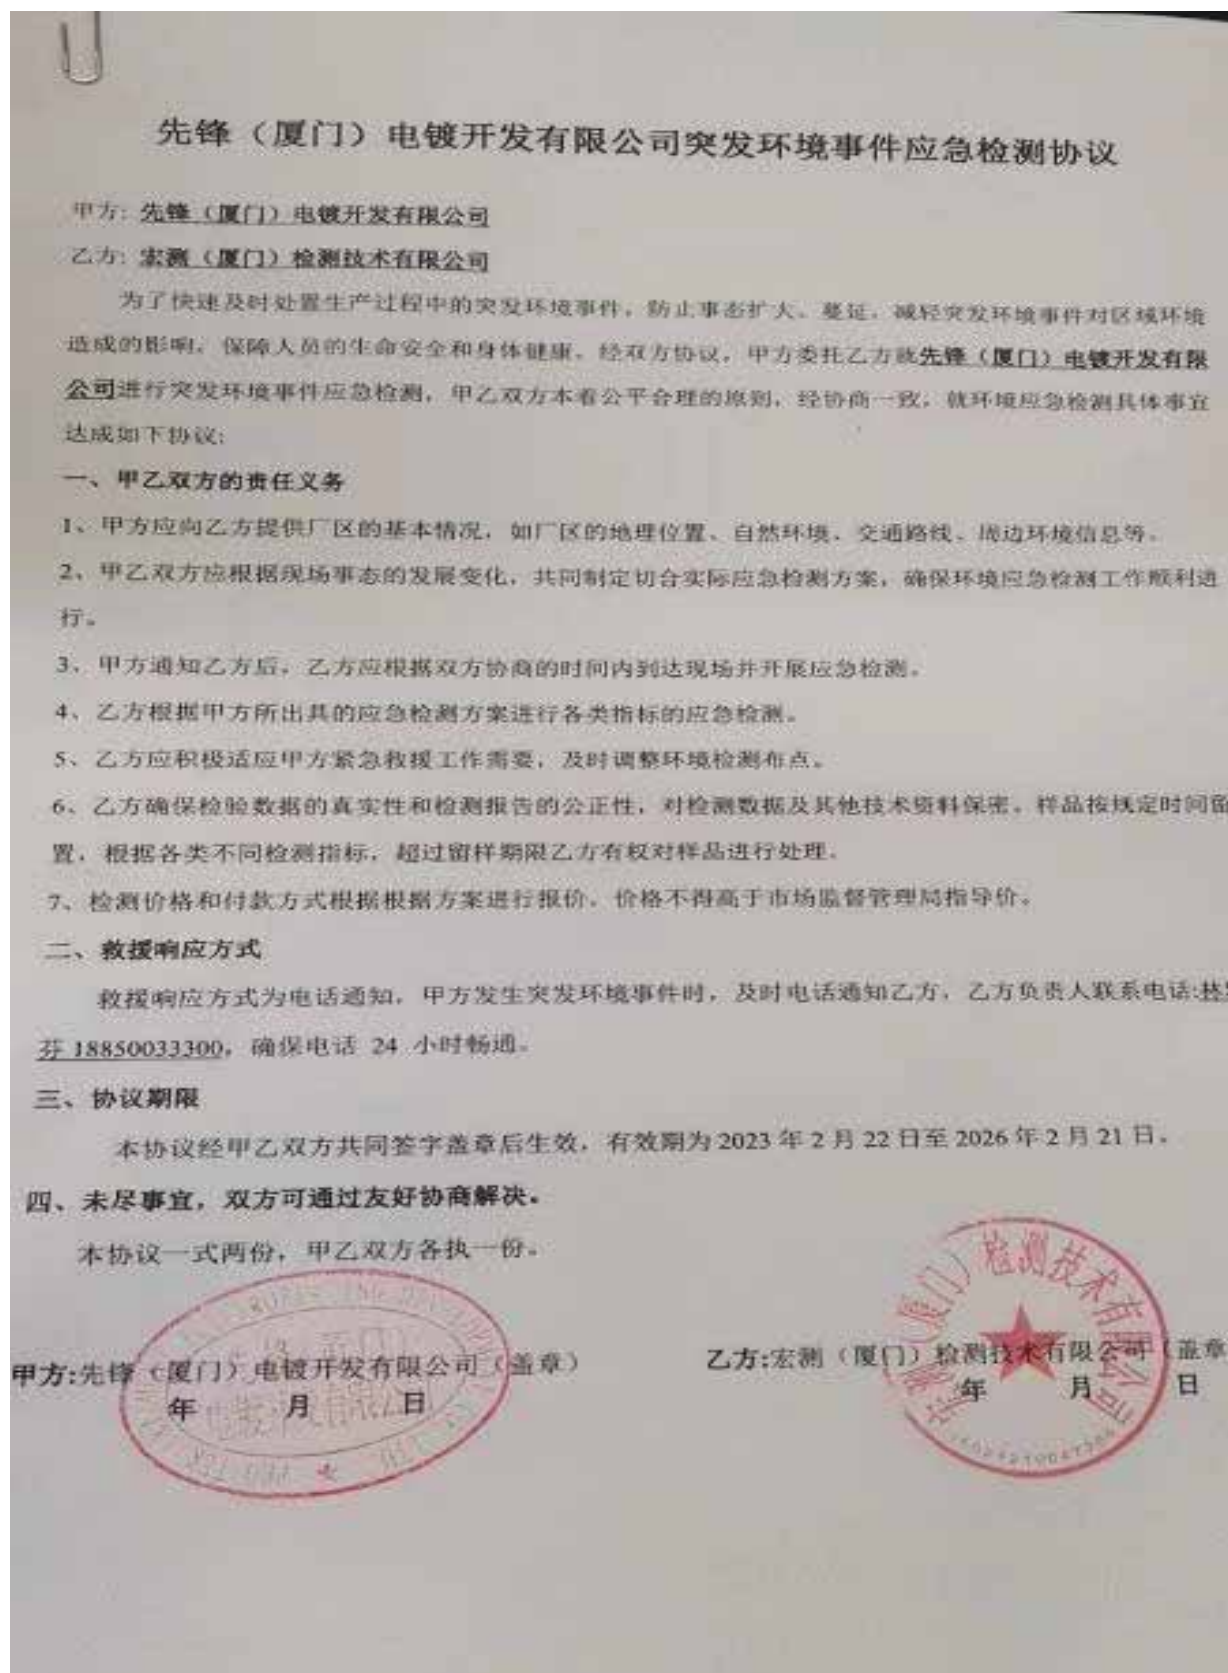 先锋（厦门）电镀开发有限公司突发环境事件应急检测协议
甲方: 先锋（厦门）电镀开发有限公司
乙方: 宏测（厦门）检测技术有限公司
为了快速及时处置生产过程中的突发环境事件，防止事态扩大、蔓延，减轻突发环境事件对区域环境
造成的影响，保障人员的生命安全和身体健康。经双方协议，甲方委托乙方就先锋（厦门）电镀开发有限
公司进行突发环境事件应急检测，甲乙双方本着公平合理的原则，经协商一致，就环境应急检测具体事宜
达成如下协议:
一、甲乙双方的责任义务
1、甲方应向乙方提供厂区的基本情况，如厂区的地理位置、自然环境、交通路线、周边环境信息等。
2、甲乙双方应根据现场事态的发展变化，共同制定切合实际应急检测方案，确保环境应急检测工作顺利进
行。
3、甲方通知乙方后，乙方应根据双方协商的时间内到达现场并开展应急检测。
4、乙方根据甲方所出具的应急检测方案进行各类指标的应急检测。
5、乙方应积极适应甲方紧急救援工作需要，及时调整环境检测布点。
6、乙方确保检验数据的真实性和检测报告的公正性，对检测数据及其他技术资料保密。样品按规定时间留
置，根据各类不同检测指标，超过留样期限乙方有权对样品进行处理。
7、检测价格和付款方式根据根据方案进行报价，价格不得高于市场监督管理局指导价。
二、救援响应方式
救援响应方式为电话通知，甲方发生突发环境事件时，及时电话通知乙方，乙方负责人联系电话:林
芬 18850033300，确保电话 24 小时畅通。
三、协议期限
本协议经甲乙双方共同签字盖章后生效，有效期为 2023 年 2 月 22 日至 2026 年 2 月 21 日。
四、未尽事宜，双方可通过友好协商解决。
本协议一式两份，甲乙双方各执一份。
甲方:先锋（厦门）电镀开发有限公司（盖章）
年 月 日
乙方:宏测（厦门）检测技术有限公司（盖章
年 月 日
宏测（厦门）检测技术有限公司